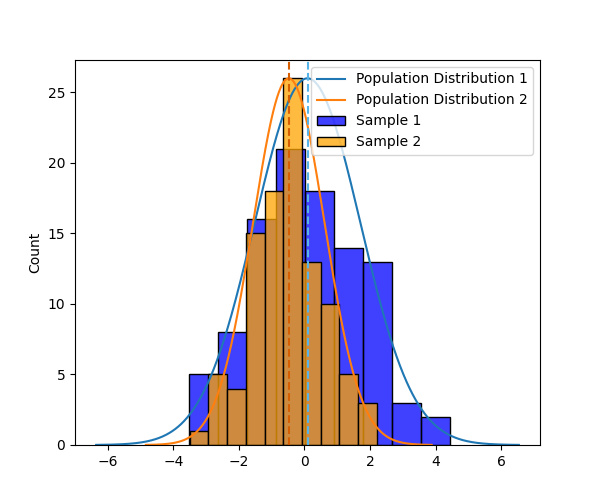 Population Distribution 1
Population Distribution 2
Sample 1
Sample 2
Count
25
20
15
10
5
0
−6 −4 −2 0 2 4 6